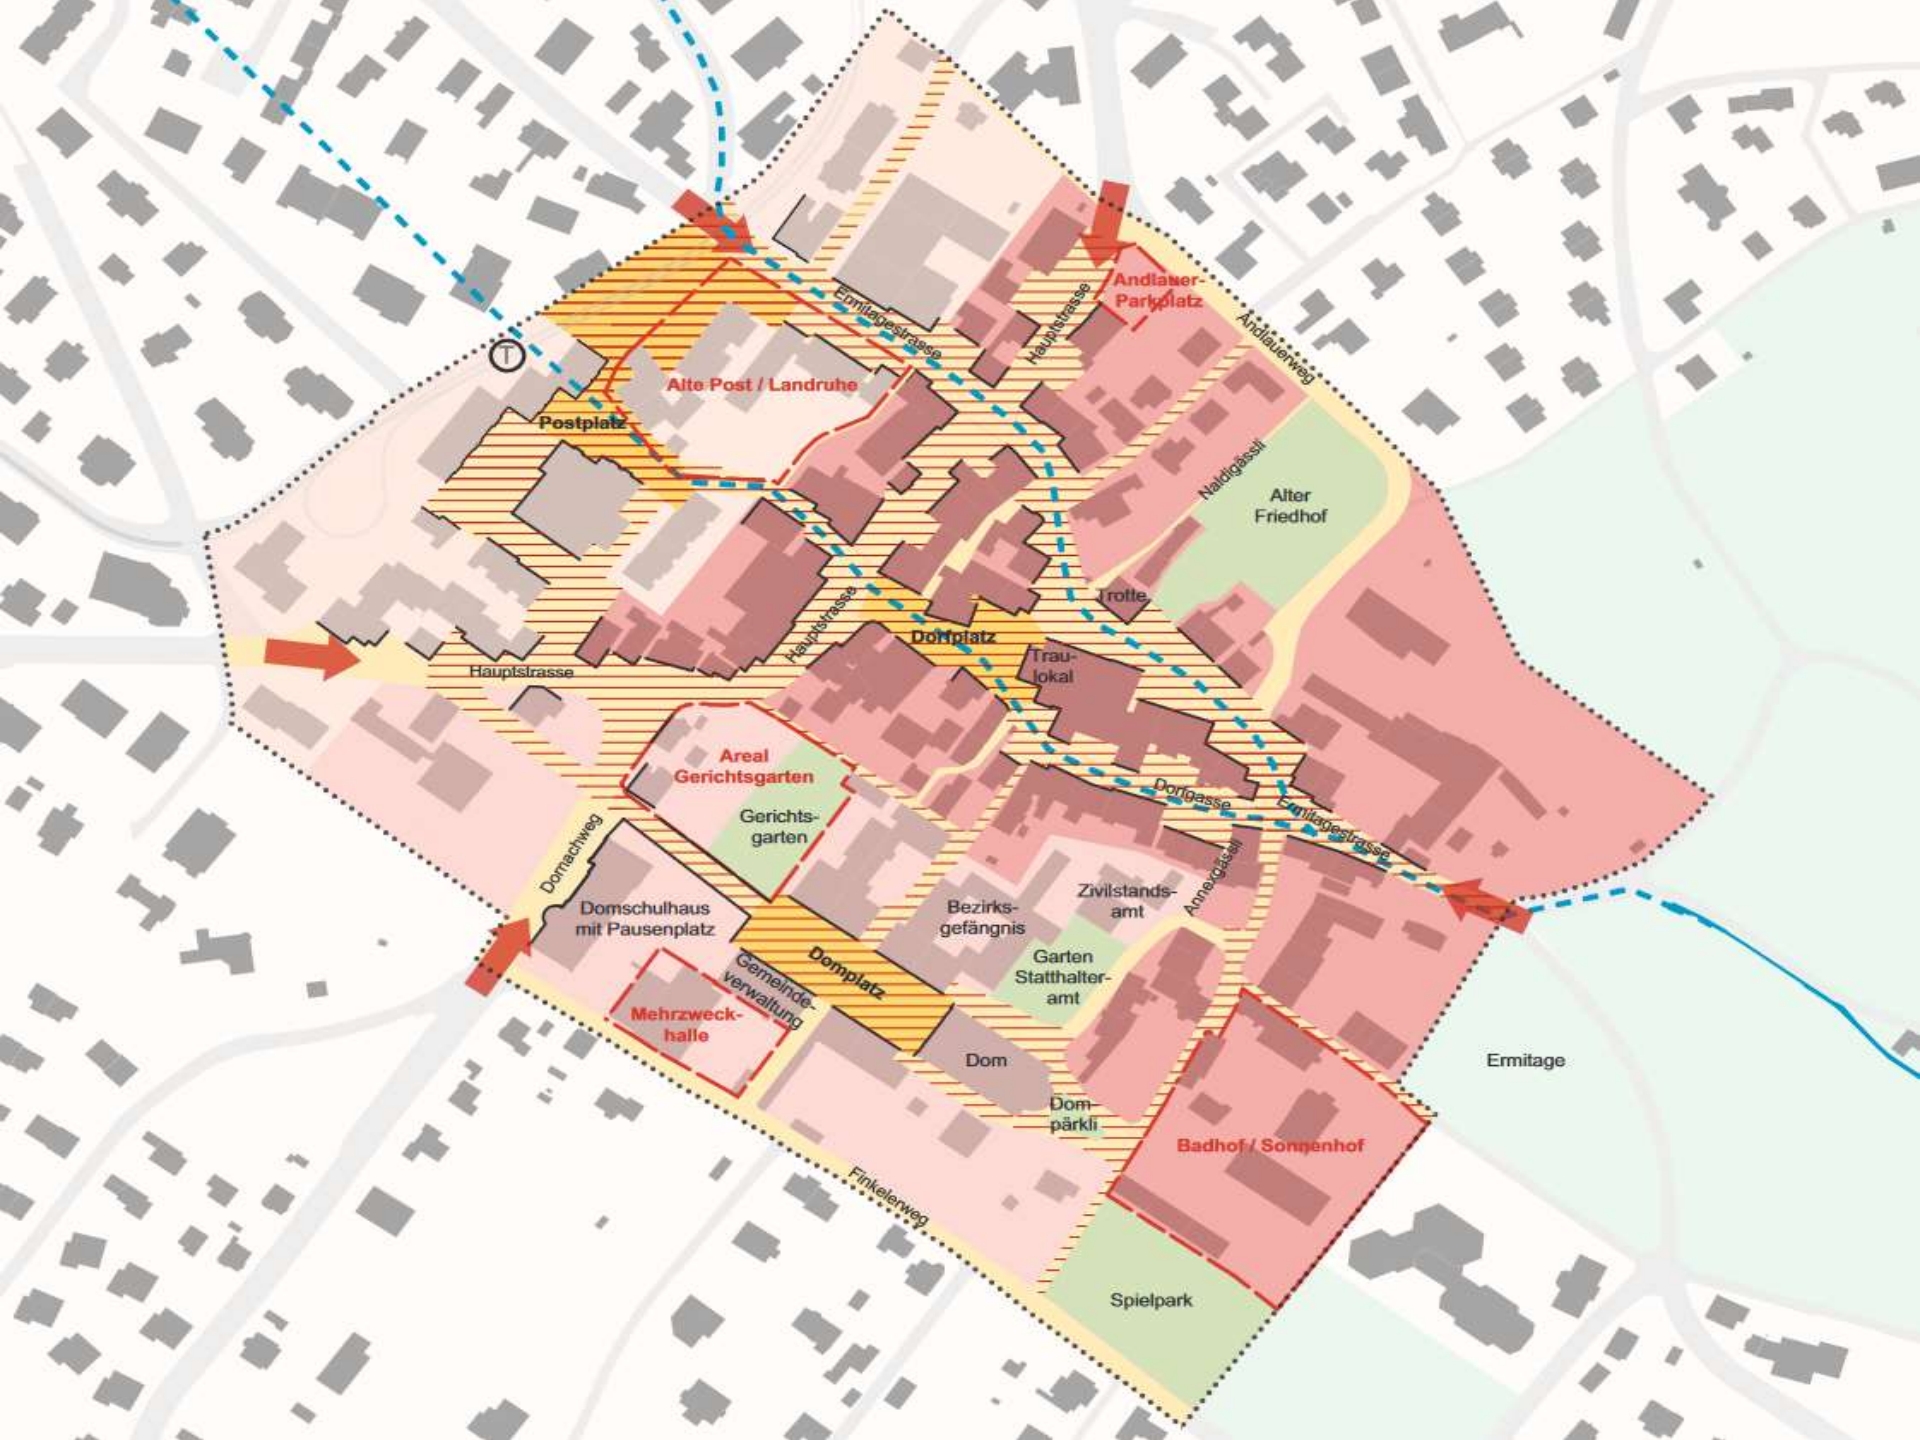 Andlauer-
Parkplatz
Ermitagestrasse
Hauptstrasse
Andlauerweg
T
Alte Post / Landruhe
Postplatz
Naldigässli
Alter
Friedhof
Trotte
Hauptstrasse
Dorfplatz
Trau-
lokal
Hauptstrasse
Areal
Gerichtsgarten
Gerichts-
garten
Dorfgasse
Ermitagestrasse
Dornachweg
Domschulhaus
mit Pausenplatz
Bezirks-
gefängnis
Zivilstands-
amt
Annexgässli
Garten
Statthalter-
amt
Domplatz
Gemeinde-
verwaltung
Mehrzweck-
halle
Dom
Ermitage
Dom-
pärkli
Badhof / Sonnenhof
Finkelerweg
Spielpark